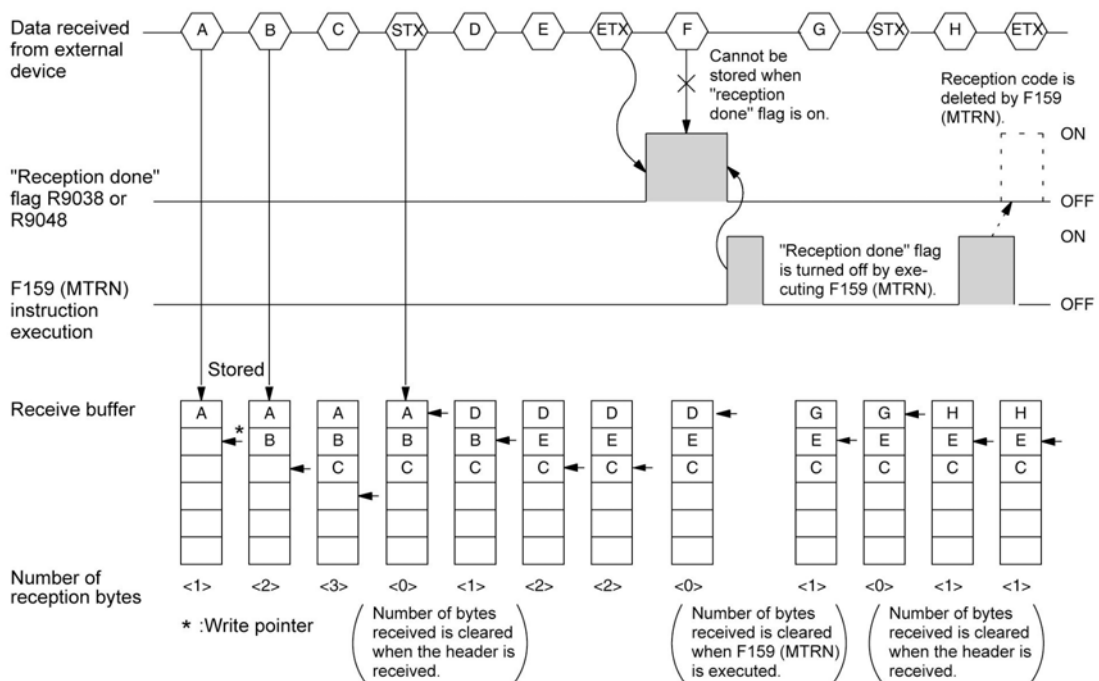 Data received
from external
device
A B C STX D E ETX F G STX H ETX
Cannot be
stored when
"reception
done" flag is on.
Reception code is
deleted by F159
(MTRN).
ON
"Reception done"
flag R9038 or
R9048
OFF
ON
"Reception done" flag
is turned off by exe-
cuting F159 (MTRN).
F159 (MTRN)
instruction
execution
OFF
Stored
Receive buffer
A A A A D D D D G G H H
*
B B B B E E E E E E E
C C C C C C C C C C
Number of
reception bytes
<1> <2> <3> <0> <1> <2> <2> <0> <1> <0> <1> <1>
* :Write pointer
Number of bytes
received is cleared
when the header is
received.
Number of bytes
received is cleared
when F159 (MTRN)
is executed.
Number of bytes
received is cleared
when the header is
received.